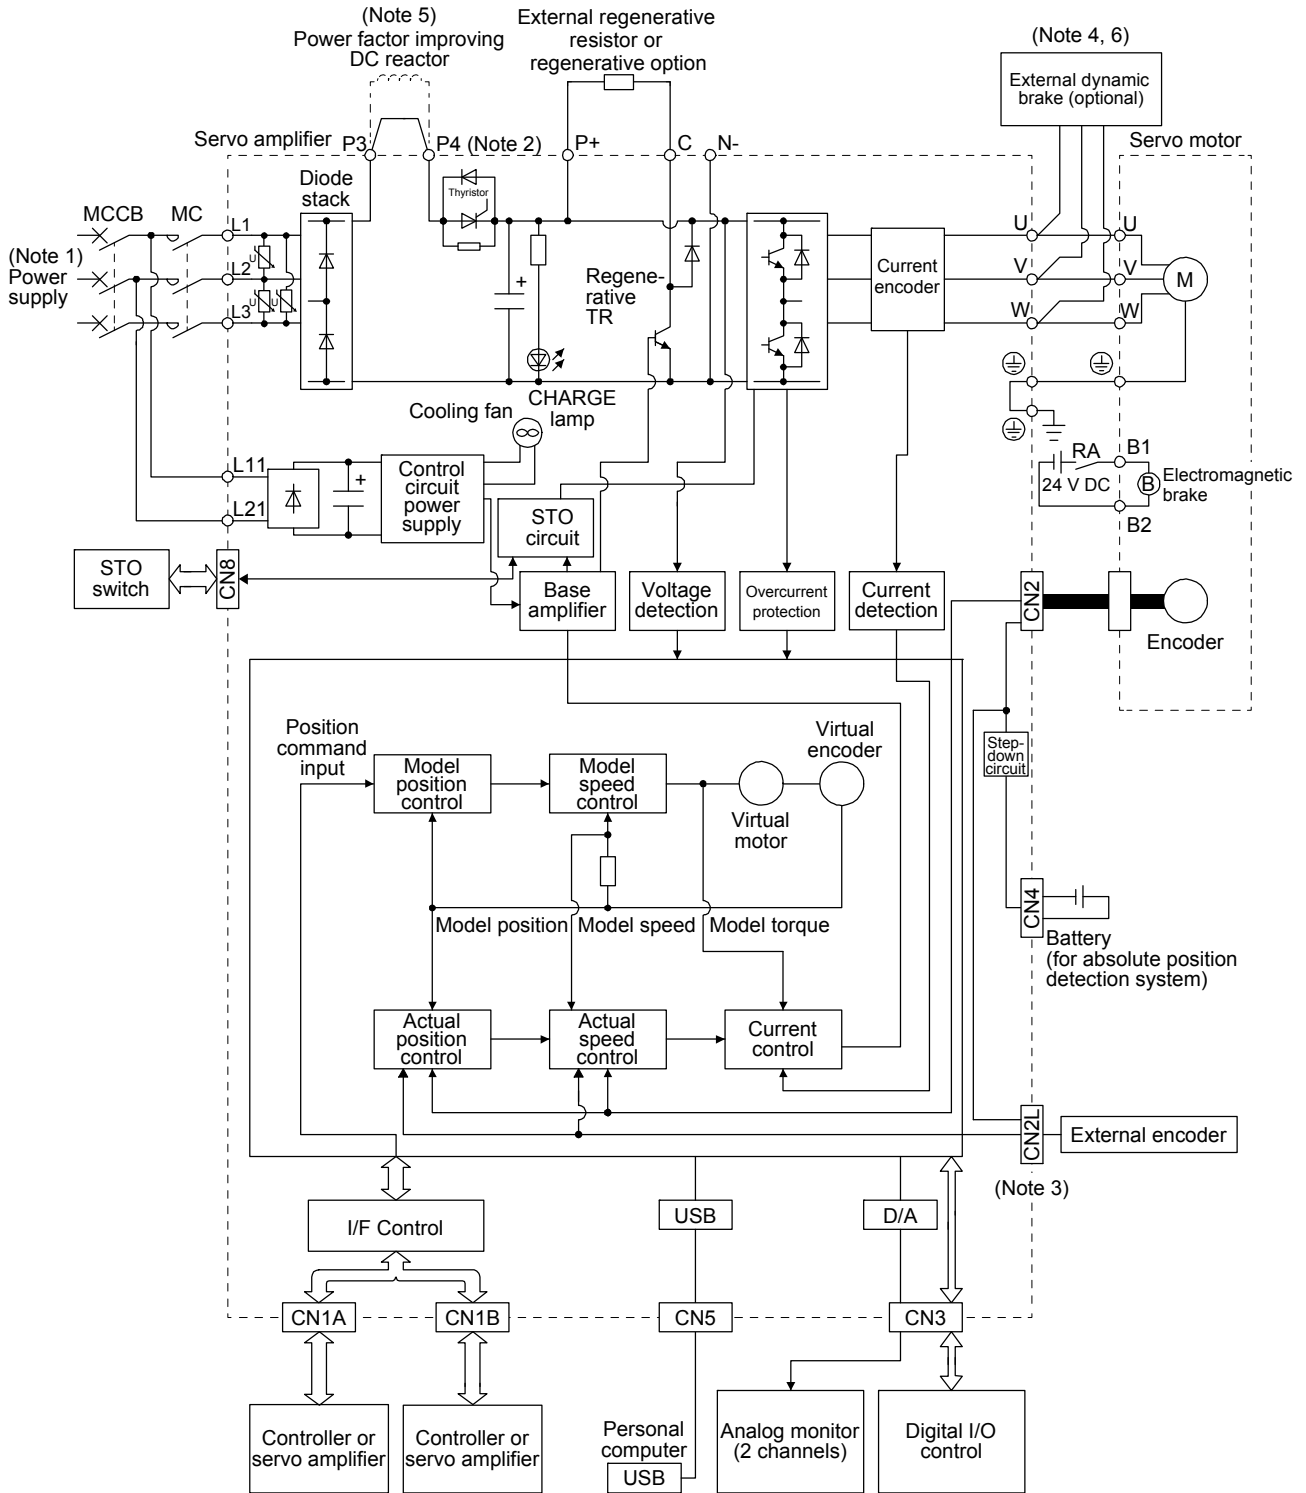 (Note 5)
Power factor improving
DC reactor
External regenerative
resistor or
regenerative option
(Note 4, 6)
External dynamic
brake (optional)
Servo amplifier
P3
P4 (Note 2)
P+
C
N-
Servo motor
Diode
stack
Thyristor
MCCB
MC
L1
U
U
(Note 1)
Power
supply
U
L2
Regene-
rative
TR
Current
encoder
V
V
M
U
U
L3
+
W
W
CHARGE
lamp
Cooling fan
L11
+
Control
circuit
power
supply
RA
B1
24 V DC
B
Electromagnetic
brake
L21
B2
STO
circuit
STO
switch
CN8
Base
amplifier
Voltage
detection
Overcurrent
protection
Current
detection
CN2
Encoder
Position
command
input
Virtual
encoder
Model
position
control
Model
speed
control
Step-
down
circuit
Virtual
motor
Model position
Model speed
Model torque
CN4
Battery
(for absolute position
detection system)
Actual
position
control
Actual
speed
control
Current
control
CN2L
External encoder
(Note 3)
I/F Control
USB
D/A
CN1A
CN1B
CN5
CN3
Controller or
servo amplifier
Controller or
servo amplifier
Personal
computer
USB
Analog monitor
(2 channels)
Digital I/O
control